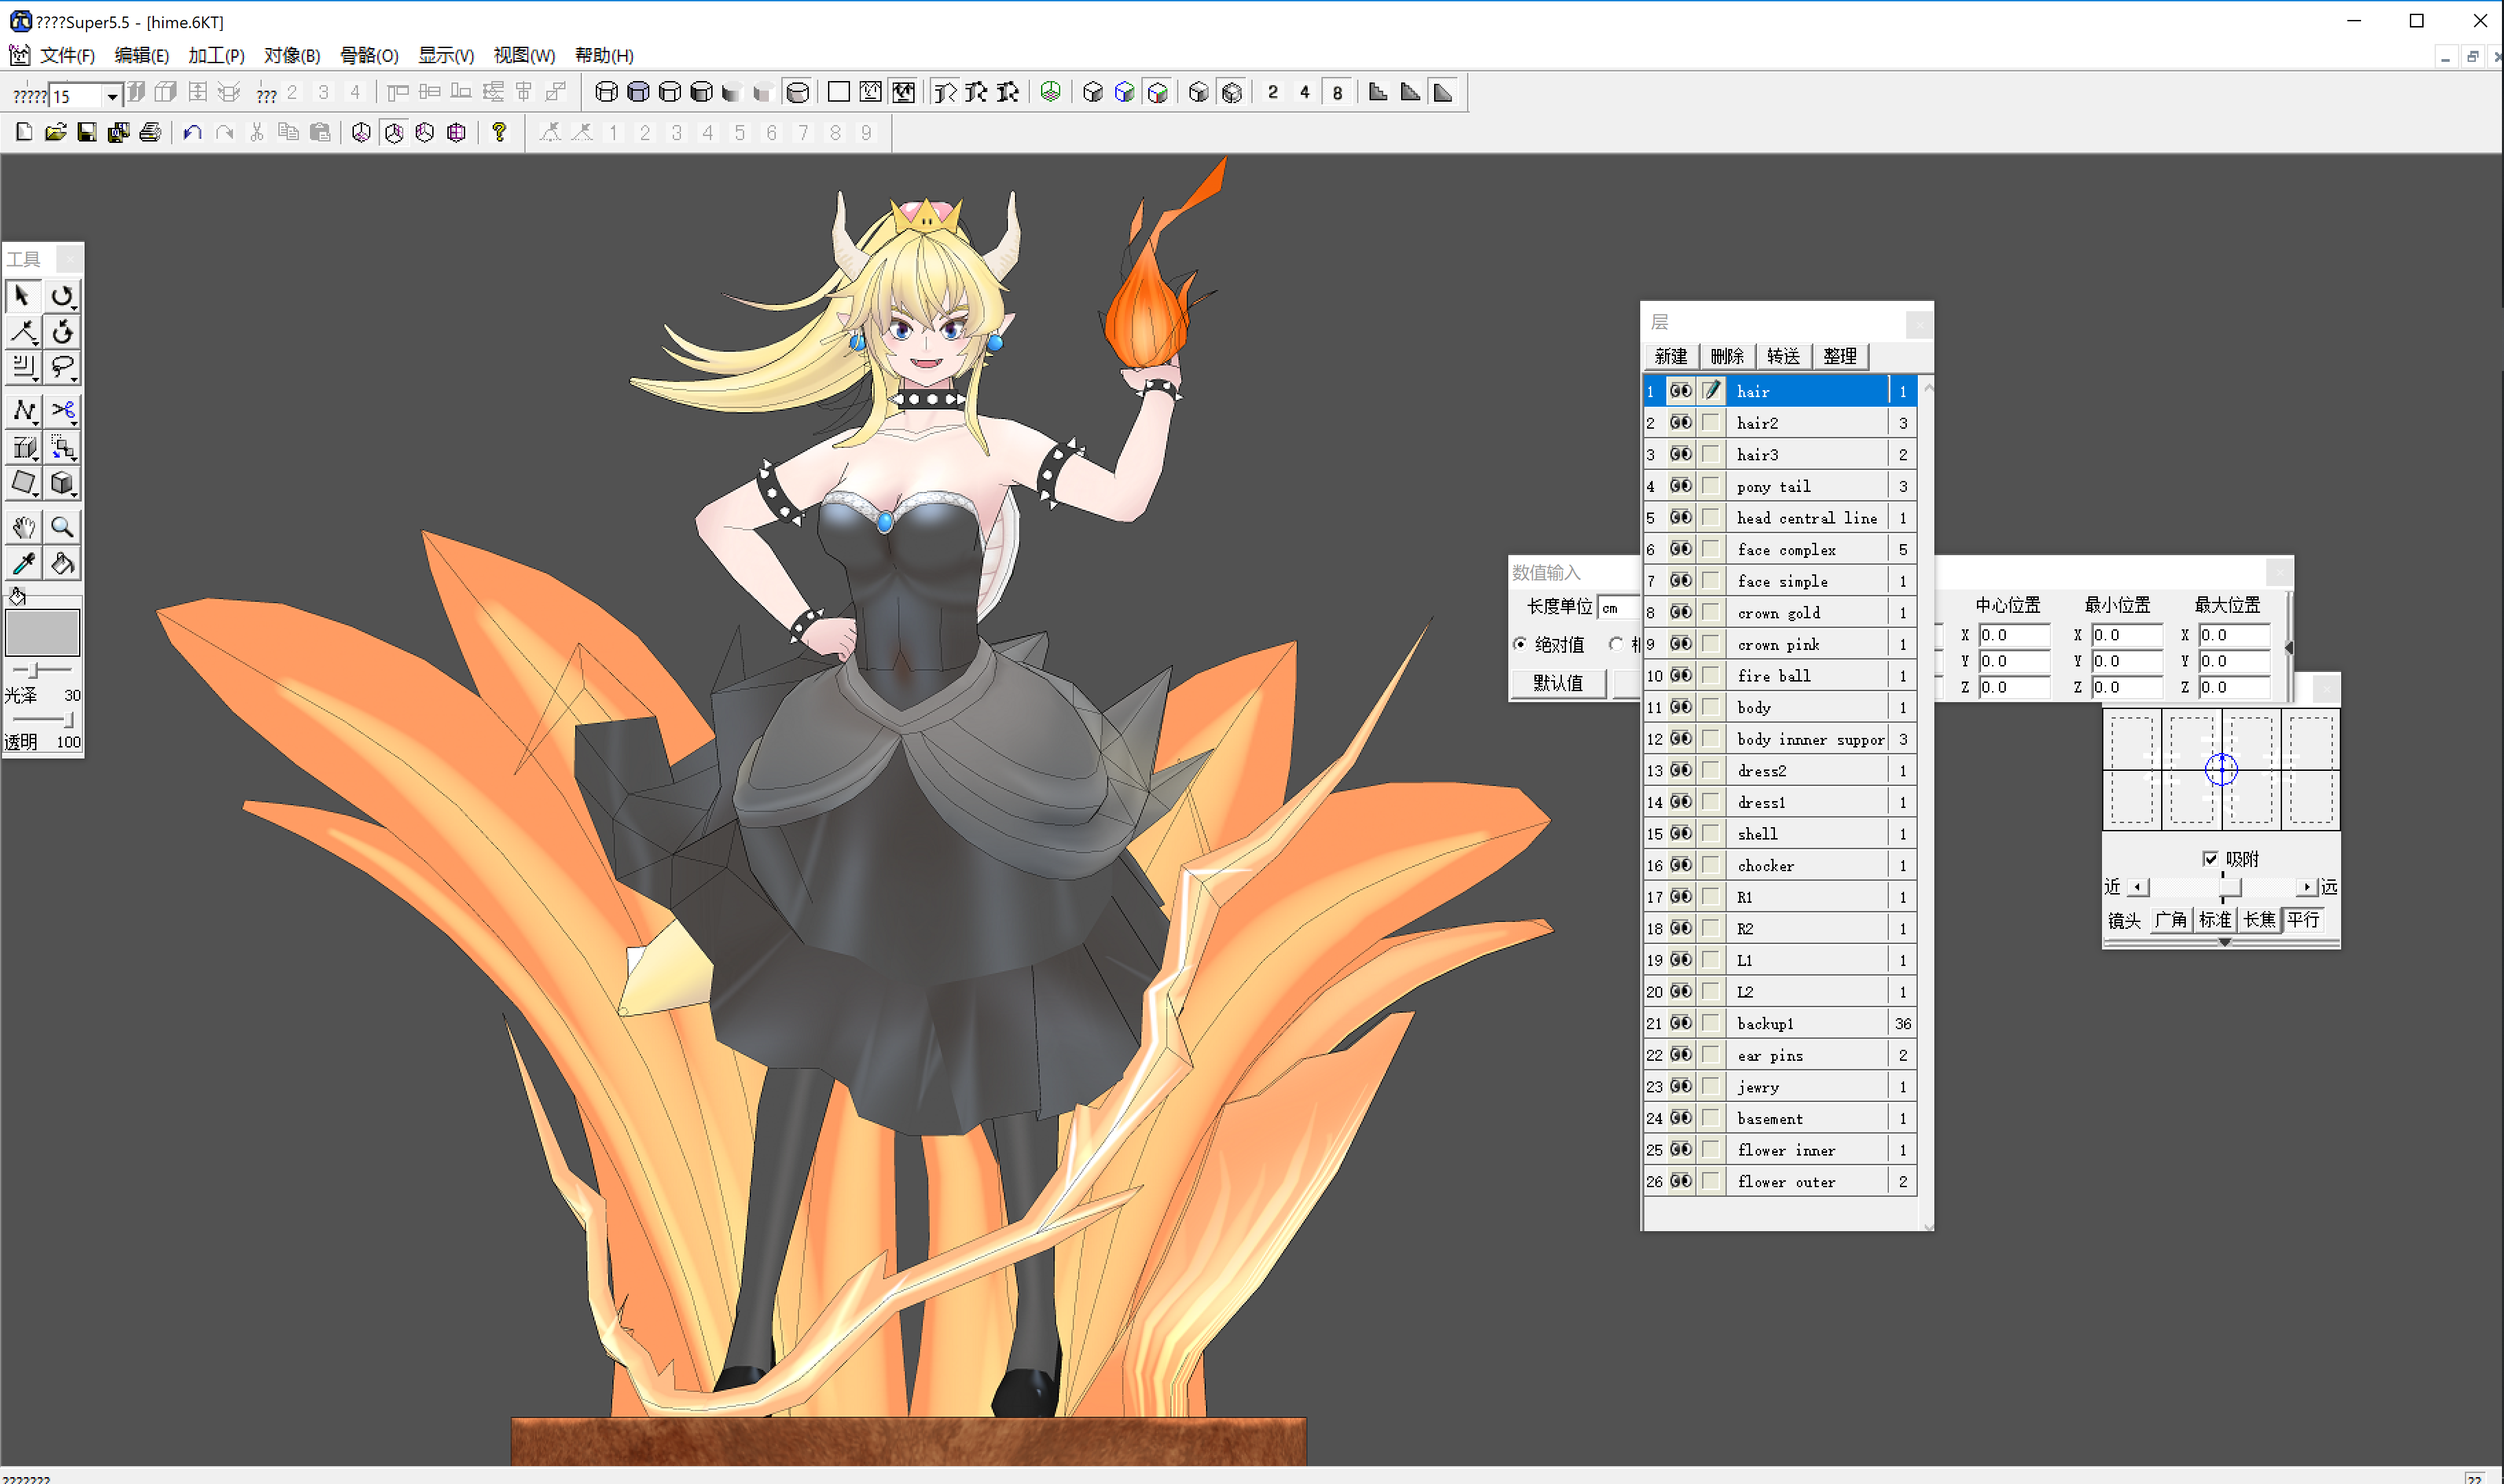 ????Super5.5 - [hime.6KT]
文件(F) 编辑(E) 加工(P) 对像(B) 骨骼(O) 显示(V) 视图(W) 帮助(H)
????? 15 ??? 2 3 4 2 4 8
1 2 3 4 5 6 7 8 9
工具
光泽 30
透明 100
层
新建 删除 转送 整理
1 hair 1
2 hair2 3
3 hair3 2
4 pony tail 3
5 head central line 1
6 face complex 5
7 face simple 1
8 crown gold 1
9 crown pink 1
10 fire ball 1
11 body 1
12 body innner suppor 3
13 dress2 1
14 dress1 1
15 shell 1
16 chocker 1
17 R1 1
18 R2 1
19 L1 1
20 L2 1
21 backup1 36
22 ear pins 2
23 jewry 1
24 basement 1
25 flower inner 1
26 flower outer 2
数值输入
长度单位 cm
绝对值
默认值
中心位置 最小位置 最大位置
X 0.0 X 0.0 X 0.0
Y 0.0 Y 0.0 Y 0.0
Z 0.0 Z 0.0 Z 0.0
吸附
近 远
镜头 广角 标准 长焦 平行
???????
??